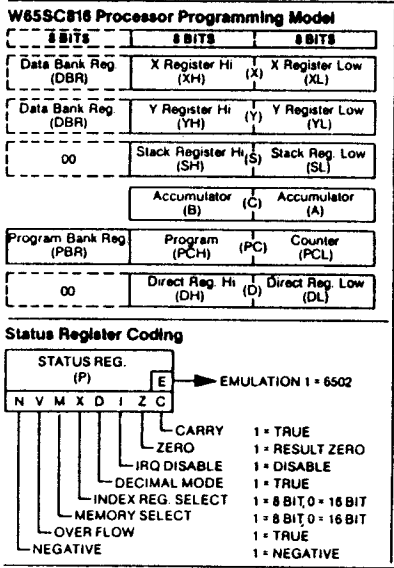 W65SC816 Processor Programming Model
8 BITS 8 BITS 8 BITS
Data Bank Reg. (DBR) X Register Hi (XH) (X) X Register Low (XL)
Data Bank Reg. (DBR) Y Register Hi (YH) (Y) Y Register Low (YL)
00 Stack Register Hi (SH) (S) Stack Reg. Low (SL)
Accumulator (B) (C) Accumulator (A)
Program Bank Reg. (PBR) Program (PCH) (PC) Counter (PCL)
00 Direct Reg. Hi (DH) (D) Direct Reg. Low (DL)
Status Register Coding
STATUS REG.
(P)
E EMULATION 1 = 6502
N V M X D I Z C
CARRY 1 = TRUE
ZERO 1 = RESULT ZERO
IRQ DISABLE 1 = DISABLE
DECIMAL MODE 1 = TRUE
INDEX REG. SELECT 1 = 8 BIT, 0 = 16 BIT
MEMORY SELECT 1 = 8 BIT, 0 = 16 BIT
OVER FLOW 1 = TRUE
NEGATIVE 1 = NEGATIVE